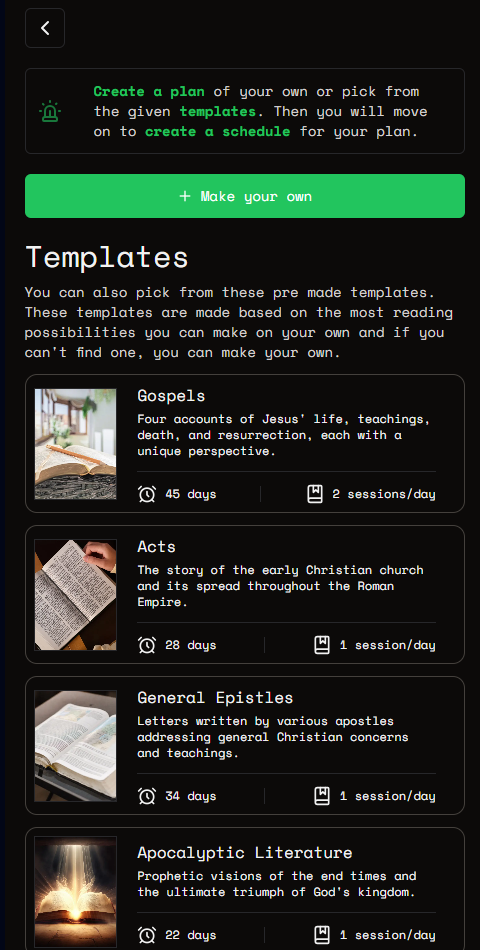 Create a plan of your own or pick from
the given templates. Then you will move
on to create a schedule for your plan.
+ Make your own
Templates
You can also pick from these pre made templates.
These templates are made based on the most reading
possibilities you can make on your own and if you
can't find one, you can make your own.
Gospels
Four accounts of Jesus' life, teachings,
death, and resurrection, each with a
unique perspective.
45 days
2 sessions/day
Acts
The story of the early Christian church
and its spread throughout the Roman
Empire.
28 days
1 session/day
General Epistles
Letters written by various apostles
addressing general Christian concerns
and teachings.
34 days
1 session/day
Apocalyptic Literature
Prophetic visions of the end times and
the ultimate triumph of God's kingdom.
22 days
1 session/day